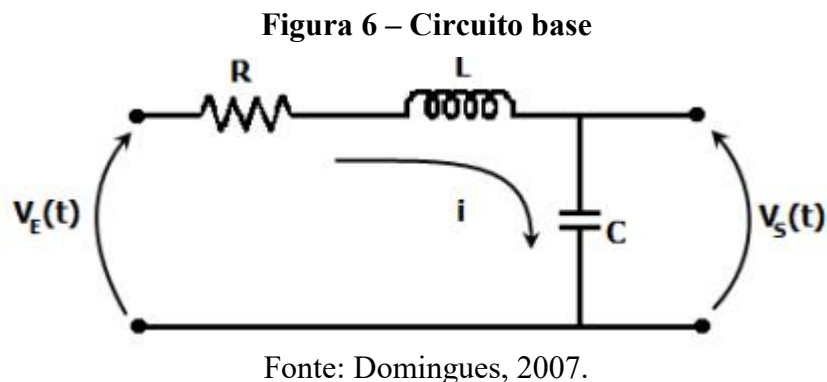 Figura 6 – Circuito base
R
L
V_E(t)
i
C
V_S(t)
Fonte: Domingues, 2007.